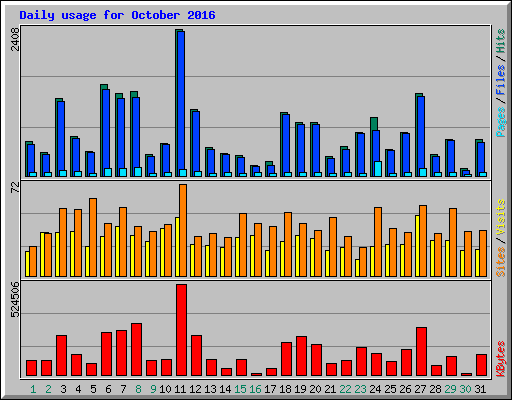 Daily usage for October 2016
2408
Pages / Files / Hits
72
Sites / Visits
524506
KBytes
1 2 3 4 5 6 7 8 9 10 11 12 13 14 15 16 17 18 19 20 21 22 23 24 25 26 27 28 29 30 31